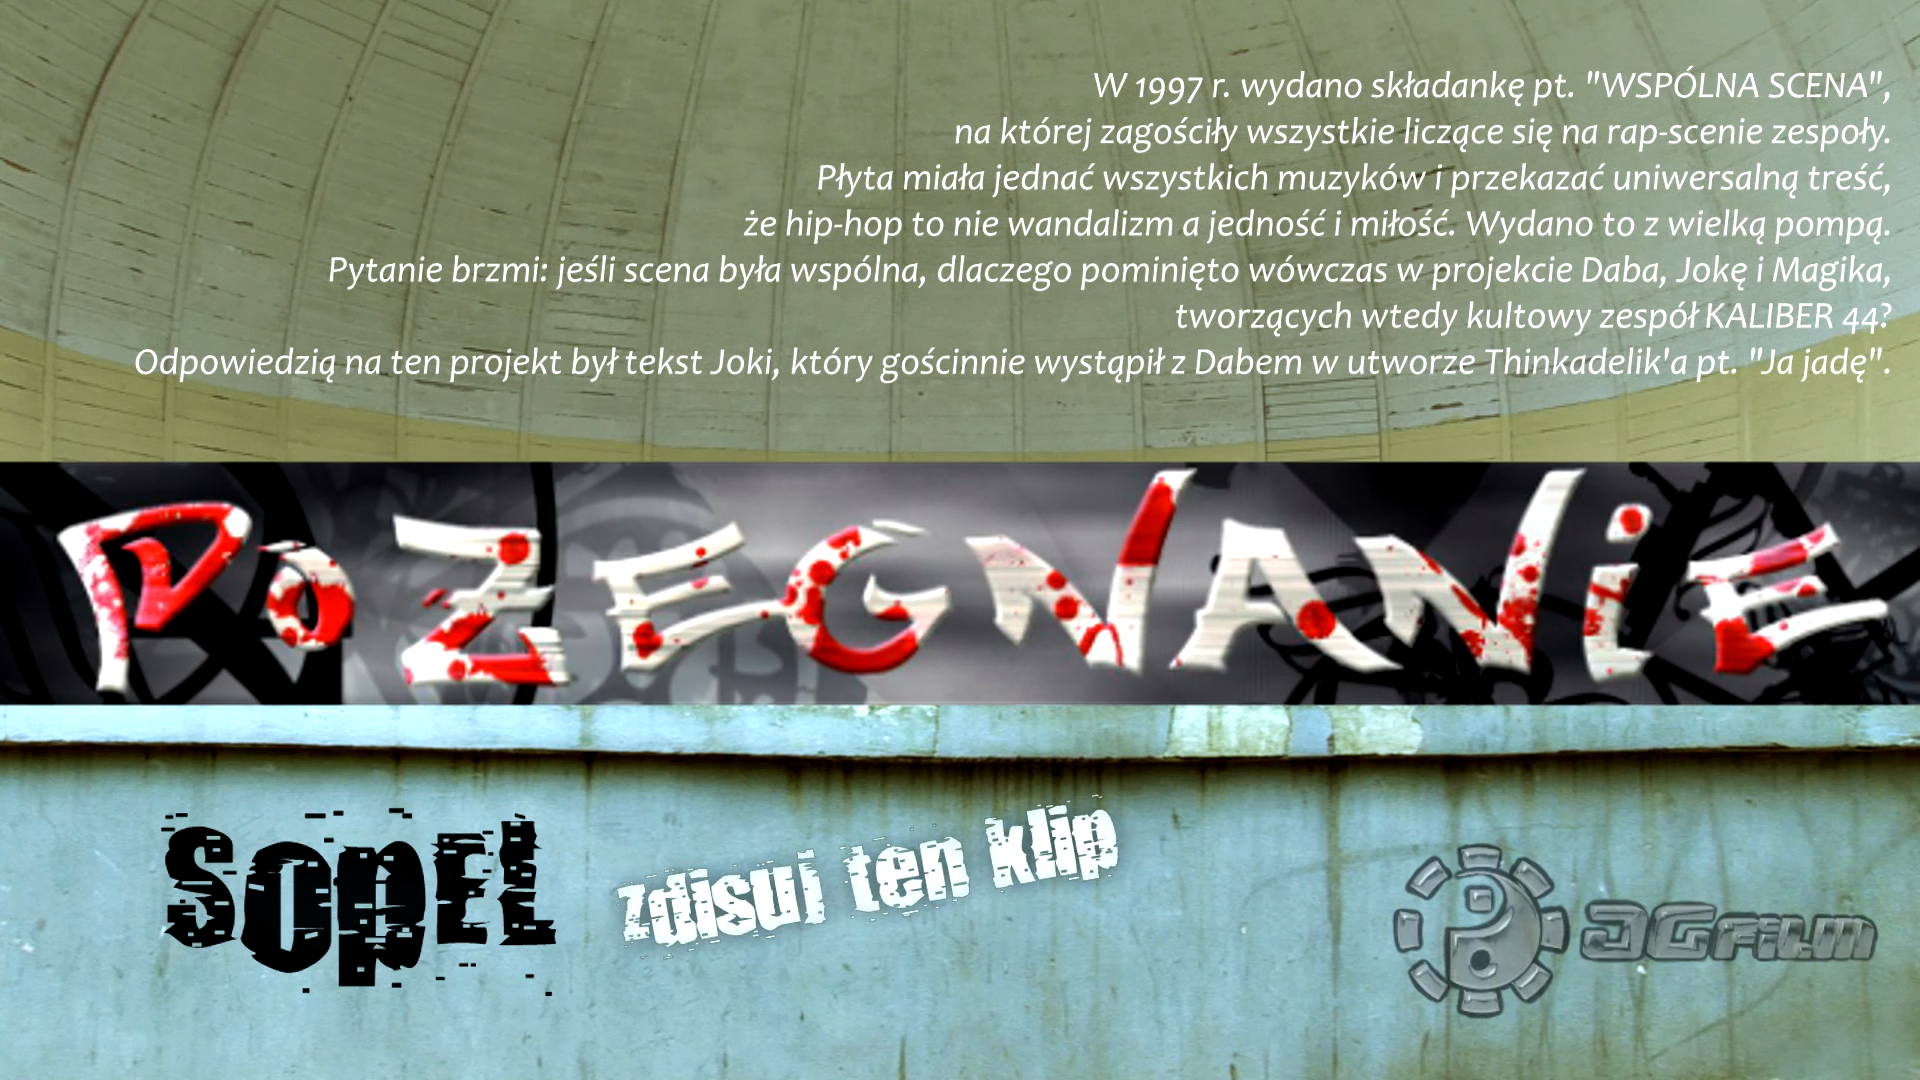 W 1997 r. wydano składankę pt. "WSPÓLNA SCENA",
na której zagościły wszystkie liczące się na rap-scenie zespoły.
Płyta miała jednać wszystkich muzyków i przekazać uniwersalną treść,
że hip-hop to nie wandalizm a jedność i miłość. Wydano to z wielką pompą.
Pytanie brzmi: jeśli scena była wspólna, dlaczego pominięto wówczas w projekcie Daba, Jokę i Magika,
tworzących wtedy kultowy zespół KALIBER 44?
Odpowiedzią na ten projekt był tekst Joki, który gościnnie wystąpił z Dabem w utworze Thinkadelik'a pt. "Ja jadę".
POZEGNANiE
SopEL
zdisuj ten klip
JGFiLM